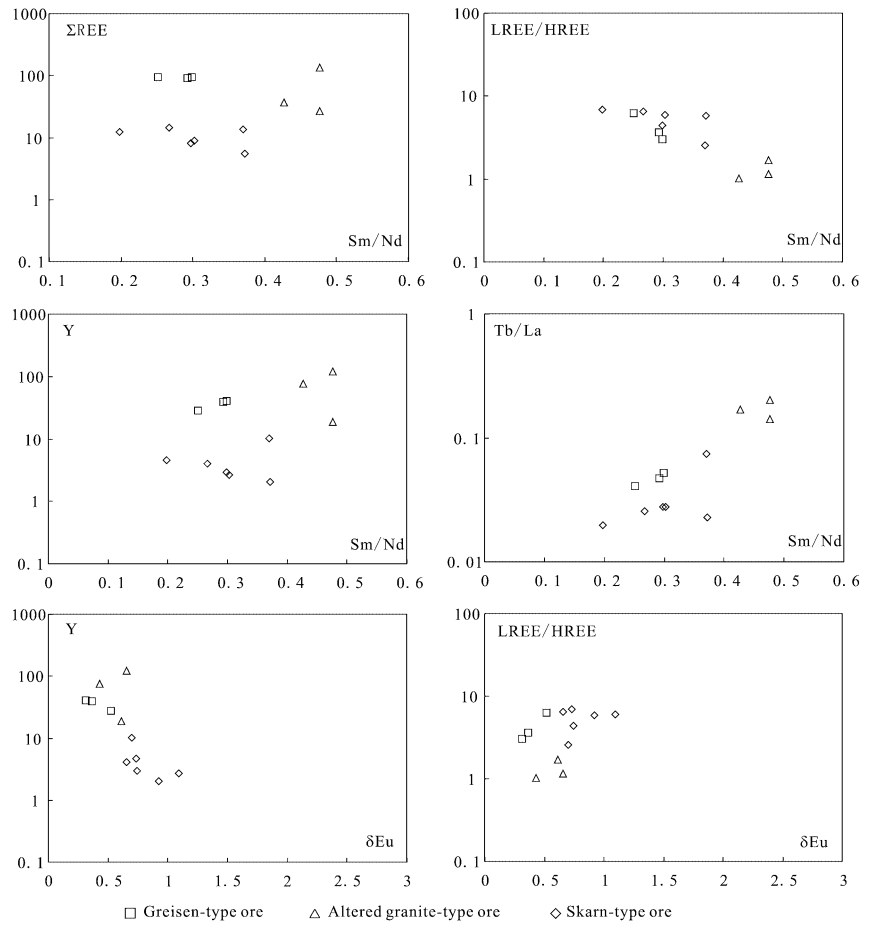 1000
ΣREE
100
10
1
0. 1
Sm/Nd
0. 1 0. 2 0. 3 0. 4 0. 5 0. 6
100
LREE/HREE
10
1
0. 1
Sm/Nd
0 0. 1 0. 2 0. 3 0. 4 0. 5 0. 6
1000
Y
100
10
1
0. 1
Sm/Nd
0 0. 1 0. 2 0. 3 0. 4 0. 5 0. 6
1
Tb/La
0. 1
0. 01
Sm/Nd
0 0. 1 0. 2 0. 3 0. 4 0. 5 0. 6
1000
Y
100
10
1
0. 1
δEu
0 0. 5 1 1. 5 2 2. 5 3
100
LREE/HREE
10
1
0. 1
δEu
0 0. 5 1 1. 5 2 2. 5 3
Greisen-type ore Altered granite-type ore Skarn-type ore